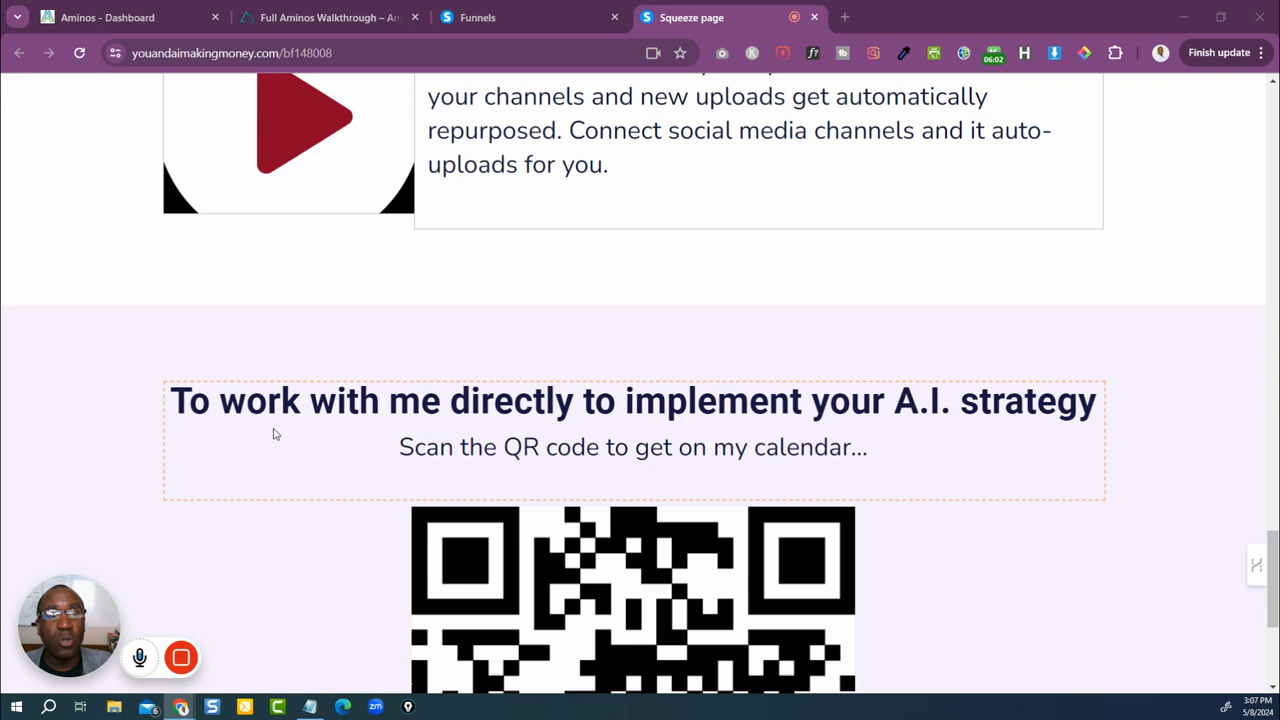 Aminos - Dashboard
Full Aminos Walkthrough – Am
Funnels
Squeeze page
youandaimakingmoney.com/bf148008
06:02
Finish update
your channels and new uploads get automatically
repurposed. Connect social media channels and it auto-
uploads for you.
To work with me directly to implement your A.I. strategy
Scan the QR code to get on my calendar...
3:07 PM
5/8/2024